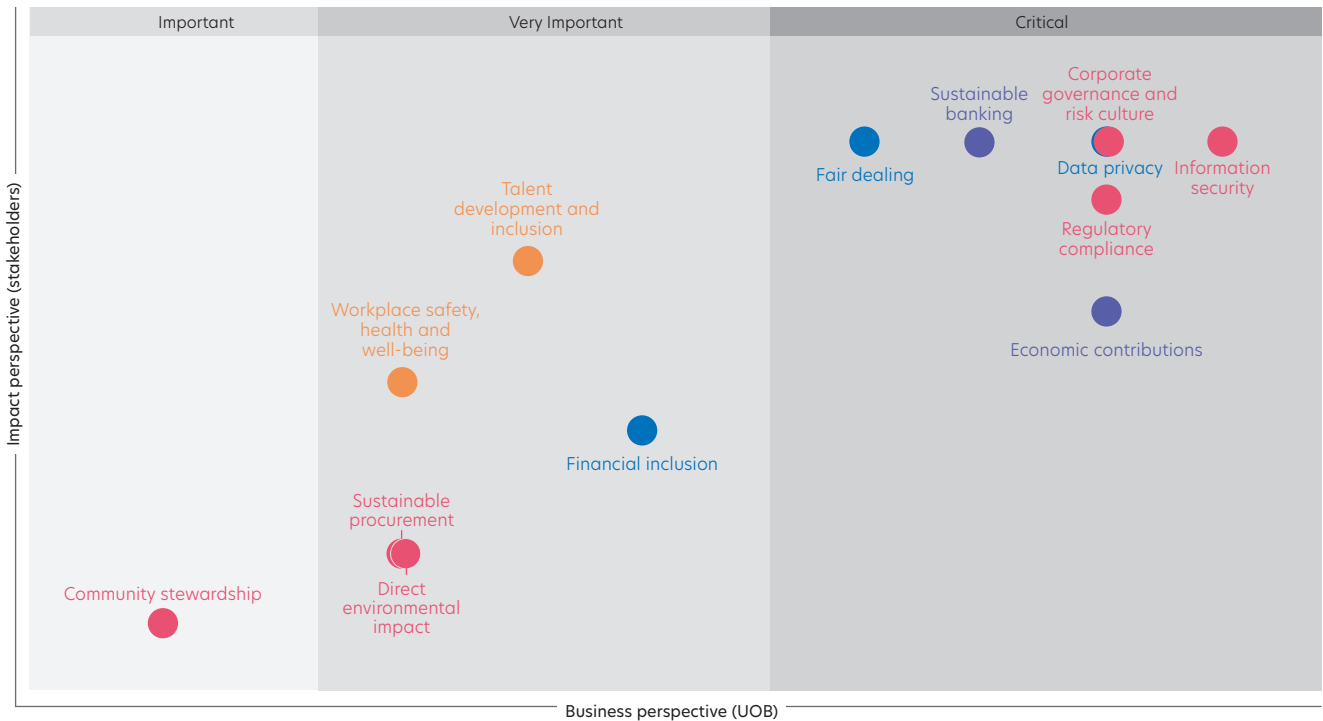 Important
Very Important
Critical
Corporate
governance and
risk culture
Sustainable
banking
Fair dealing
Data privacy
Information
security
Talent
development and
inclusion
Regulatory
compliance
Workplace safety,
health and
well-being
Economic contributions
Financial inclusion
Sustainable
procurement
Direct
environmental
impact
Community stewardship
Impact perspective (stakeholders)
Business perspective (UOB)